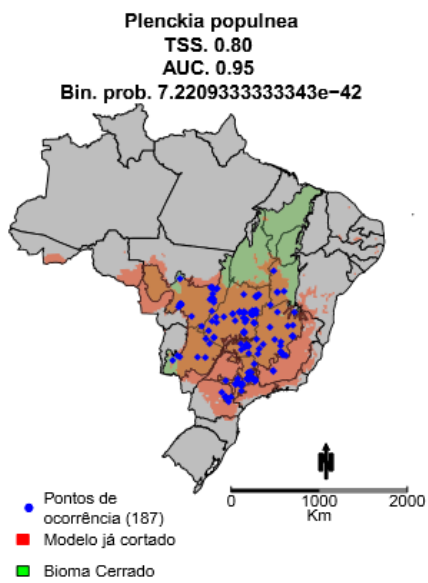 Plenckia populnea
TSS. 0.80
AUC. 0.95
Bin. prob. 7.2209333333343e−42
N
0 1000 2000
Km
Pontos de
ocorrência (187)
Modelo já cortado
Bioma Cerrado